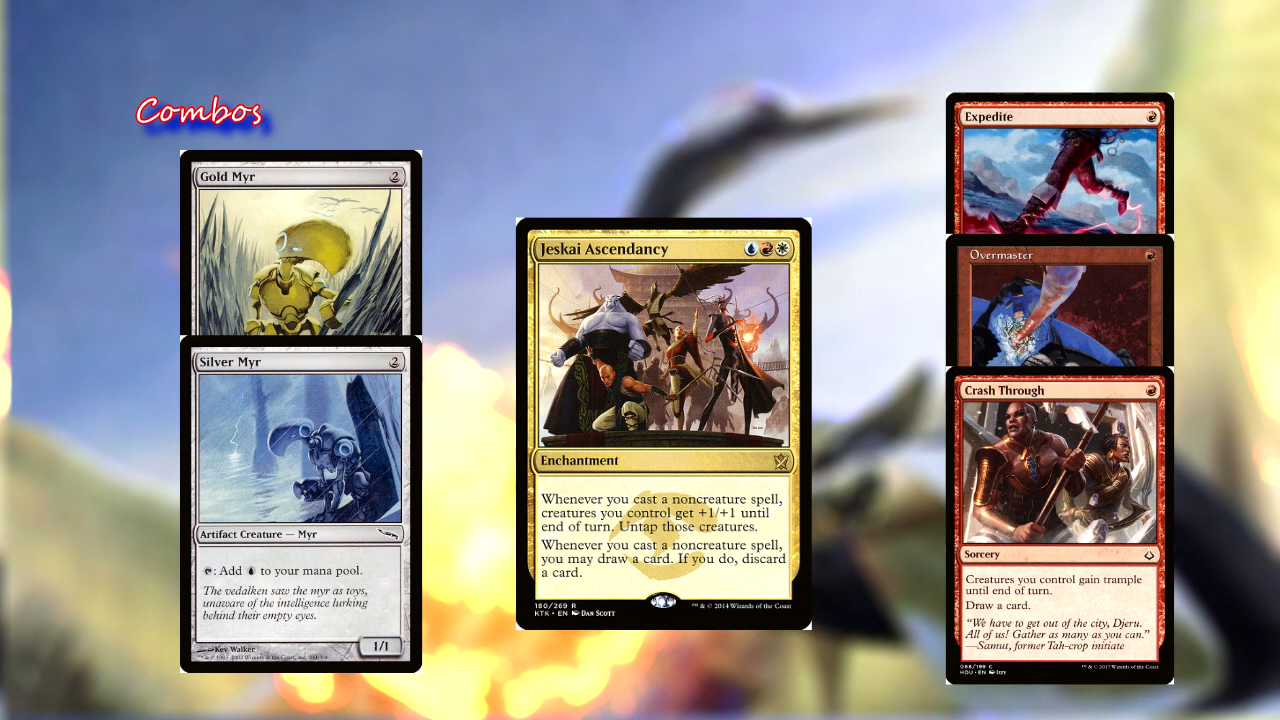 Combos
Gold Myr 2
Silver Myr 2
Artifact Creature — Myr
: Add to your mana pool.
The vedalken saw the myr as toys,
unaware of the intelligence lurking
behind their empty eyes.
Kev Walker
1/1
Jeskai Ascendancy
Enchantment
Whenever you cast a noncreature spell,
creatures you control get +1/+1 until
end of turn. Untap those creatures.
Whenever you cast a noncreature spell,
you may draw a card. If you do, discard
a card.
180/269 R
KTK • EN DAN SCOTT
™ & © 2014 Wizards of the Coast
Expedite
Overmaster
Crash Through
Sorcery
Creatures you control gain trample
until end of turn.
Draw a card.
“We have to get out of the city, Djeru.
All of us! Gather as many as you can.”
—Samut, former Tah-crop initiate
088/199 C
HOU • EN Izzy
™ & © 2017 Wizards of the Coast